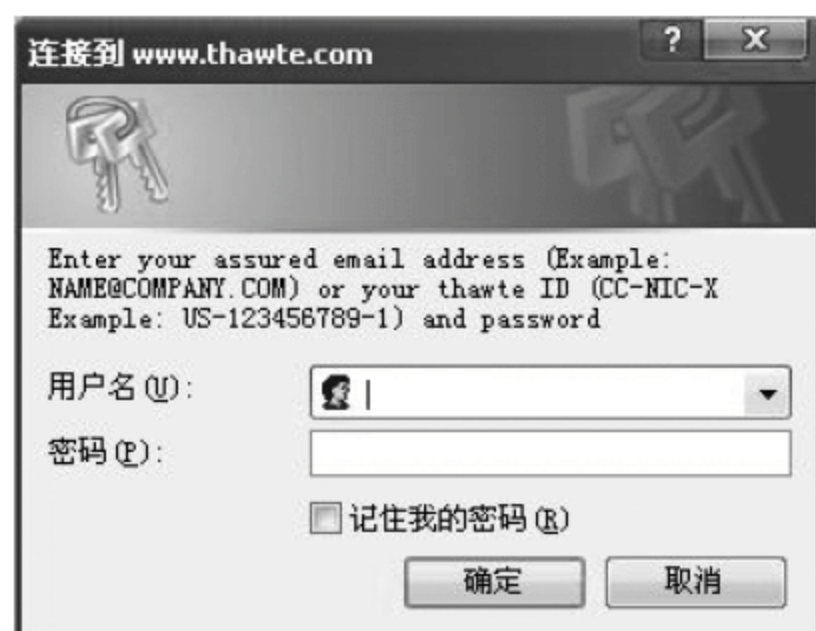 连接到 www.thawte.com
?
X
Enter your assured email address (Example:
NAME@COMPANY.COM) or your thawte ID (CC-NIC-X
Example: US-123456789-1) and password
用户名(U):
密码(P):
记住我的密码(R)
确定
取消